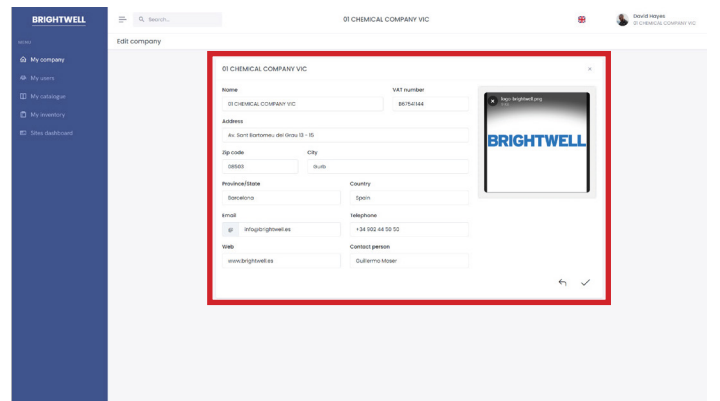 BRIGHTWELL
Search...
01 CHEMICAL COMPANY VIC
David Hayes
01 CHEMICAL COMPANY VIC
MENU
Edit company
My company
My users
My catalogue
My inventory
Sites dashboard
01 CHEMICAL COMPANY VIC
×
Name
VAT number
01 CHEMICAL COMPANY VIC
B67541144
Address
Av. Sant Bartomeu del Grau 13 - 15
Zip code
City
08503
Gurb
Province/State
Country
Barcelona
Spain
Email
Telephone
@ info@brightwell.es
+34 902 44 50 50
Web
Contact person
www.brightwell.es
Guillermo Moser
logo-brightwell.png
BRIGHTWELL